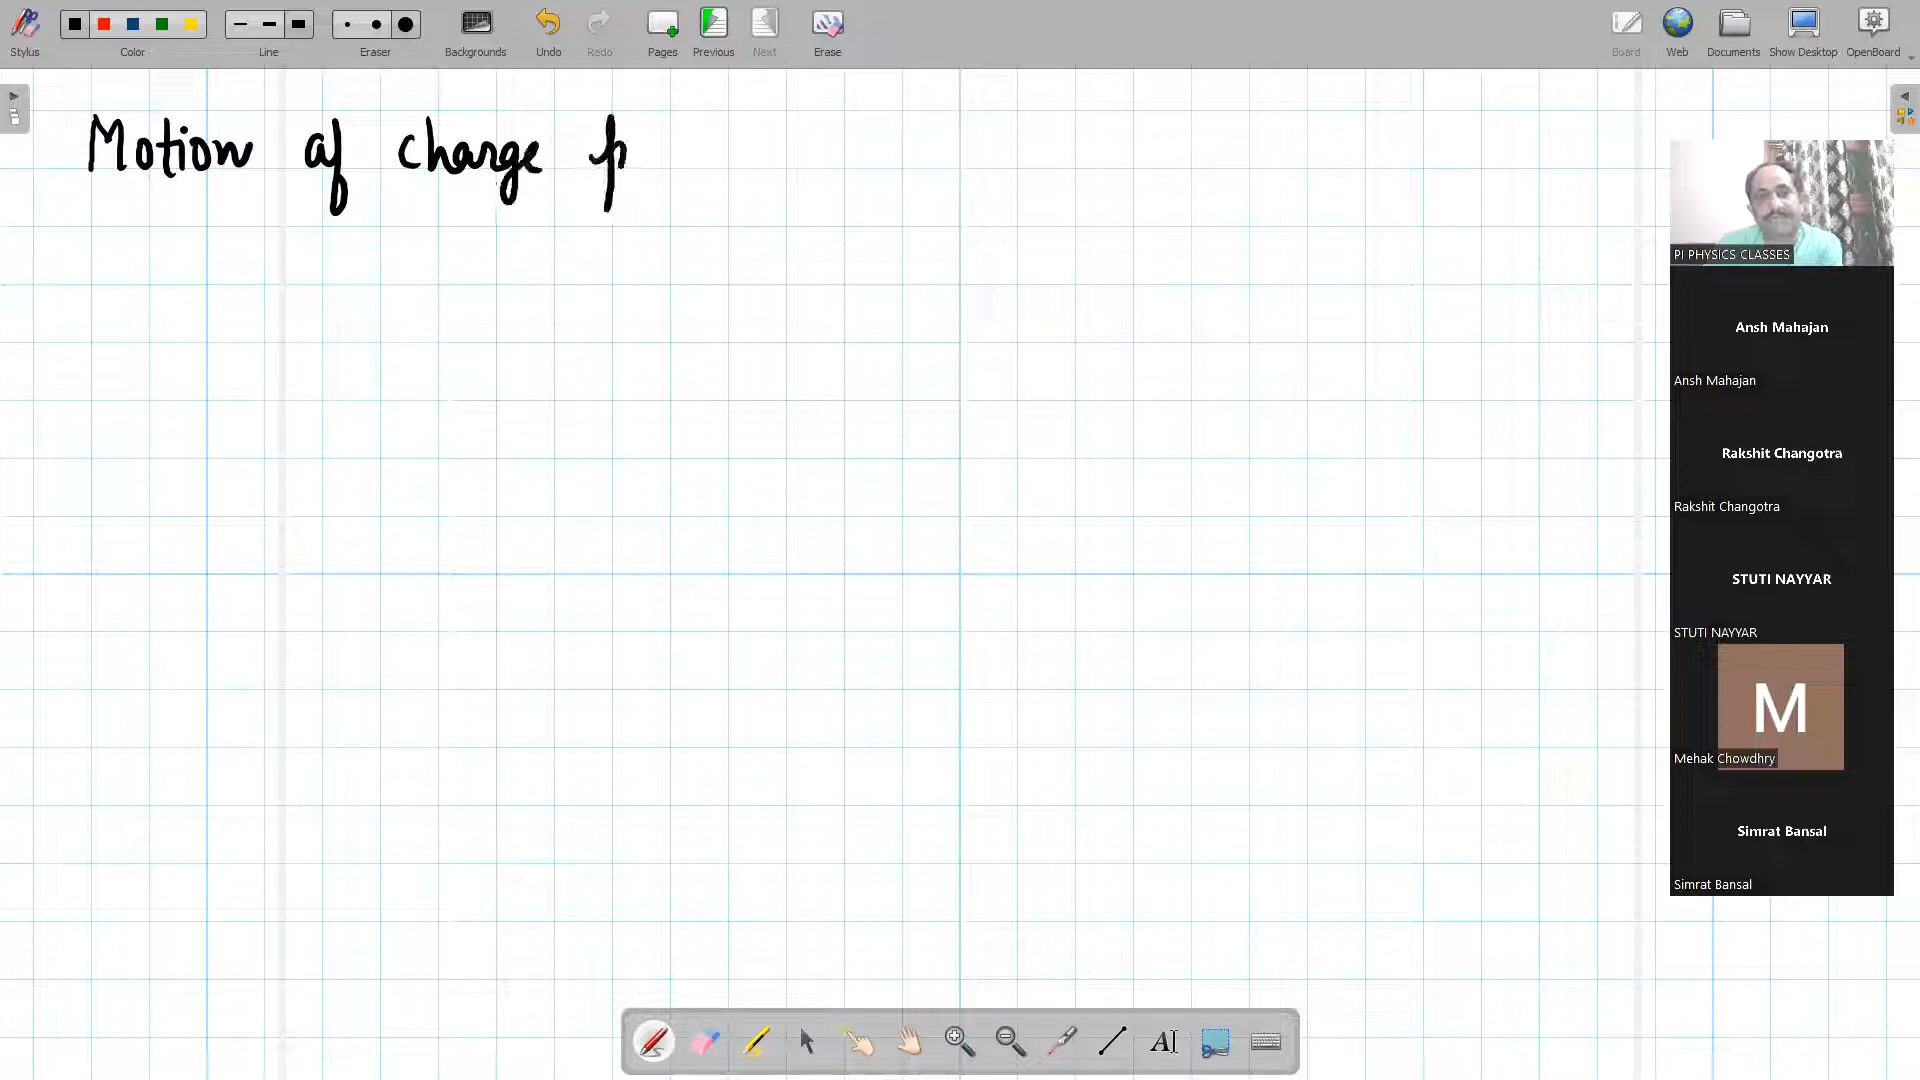 Stylus Color Line Eraser Backgrounds Undo Redo Pages Previous Next Erase Board Web Documents Show Desktop OpenBoard
Motion of charge p
PI PHYSICS CLASSES
Ansh Mahajan
Ansh Mahajan
Rakshit Changotra
Rakshit Changotra
STUTI NAYYAR
STUTI NAYYAR
M
Mehak Chowdhry
Simrat Bansal
Simrat Bansal